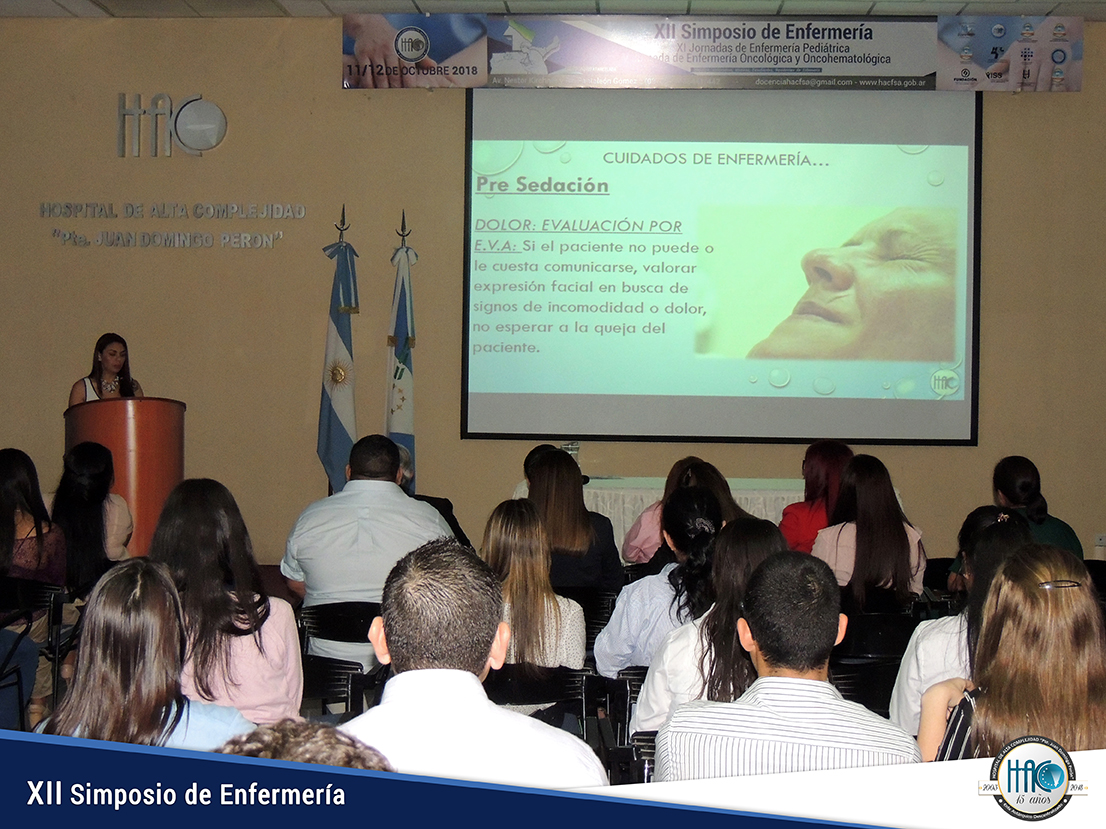 XII Simposio de Enfermería
XI Jornadas de Enfermería Pediátrica
de Enfermería Oncológica y Oncohematológica
11/12 DE OCTUBRE 2018
docenciahacfsa@gmail.com - www.hacfsa.gob.ar
HAC
HOSPITAL DE ALTA COMPLEJIDAD
"Pte. JUAN DOMINGO PERON"
CUIDADOS DE ENFERMERÍA...
Pre Sedación
DOLOR: EVALUACIÓN POR
E.V.A: Si el paciente no puede o
le cuesta comunicarse, valorar
expresión facial en busca de
signos de incomodidad o dolor,
no esperar a la queja del
paciente.
HAC
XII Simposio de Enfermería
HAC
15 años
2003 2018